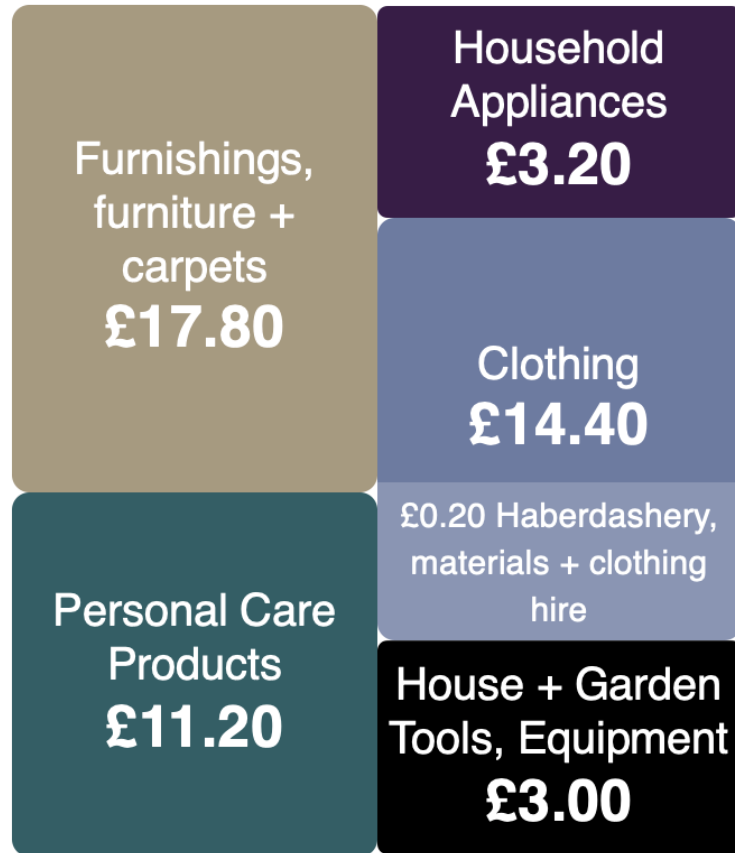 Furnishings,
furniture +
carpets
£17.80
Personal Care
Products
£11.20
Household
Appliances
£3.20
Clothing
£14.40
£0.20 Haberdashery,
materials + clothing
hire
House + Garden
Tools, Equipment
£3.00